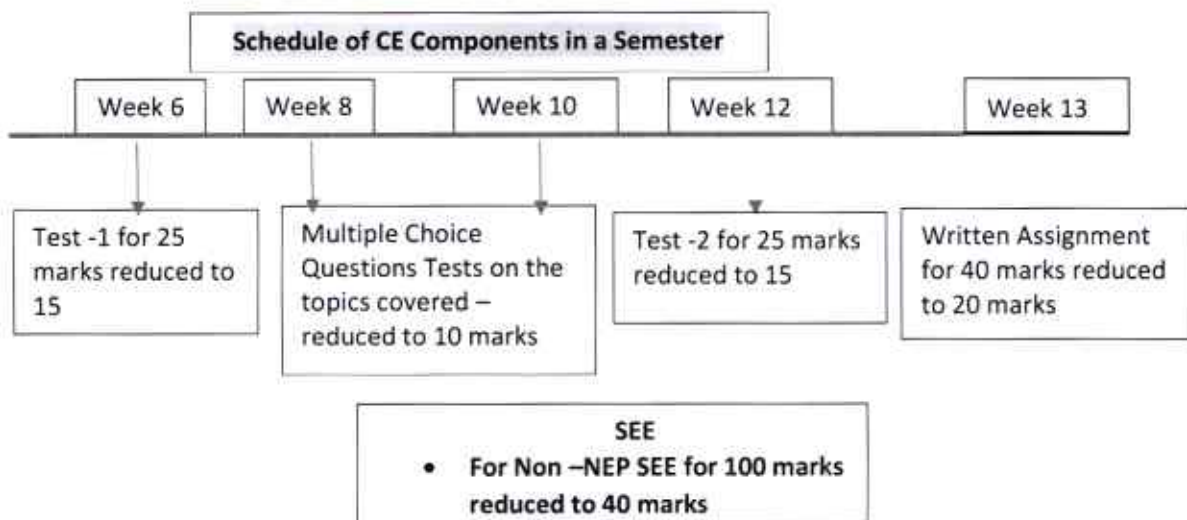 Schedule of CE Components in a Semester
Week 6
Week 8
Week 10
Week 12
Week 13
Test -1 for 25
marks reduced to
15
Multiple Choice
Questions Tests on the
topics covered –
reduced to 10 marks
Test -2 for 25 marks
reduced to 15
Written Assignment
for 40 marks reduced
to 20 marks
SEE
• For Non –NEP SEE for 100 marks
reduced to 40 marks